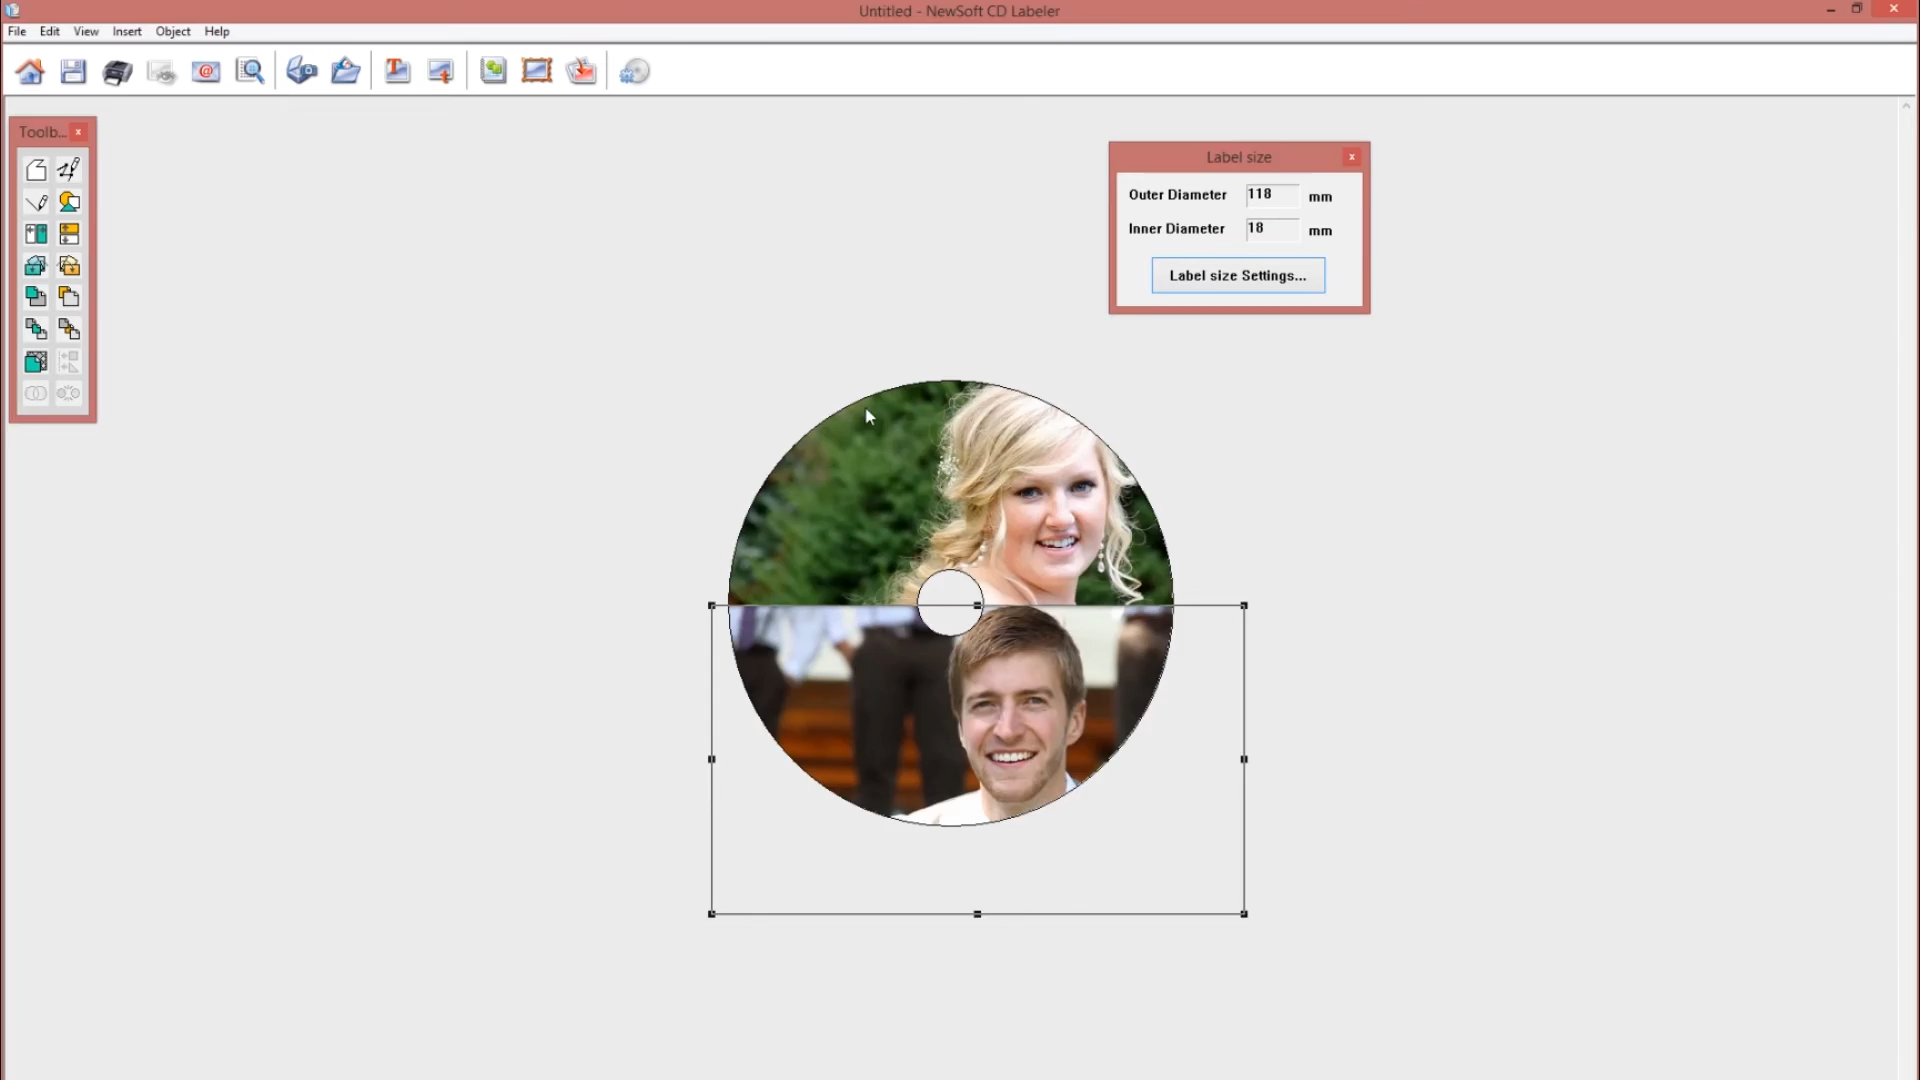 Untitled - NewSoft CD Labeler
File Edit View Insert Object Help
Toolb...
Label size
Outer Diameter 118 mm
Inner Diameter 18 mm
Label size Settings...